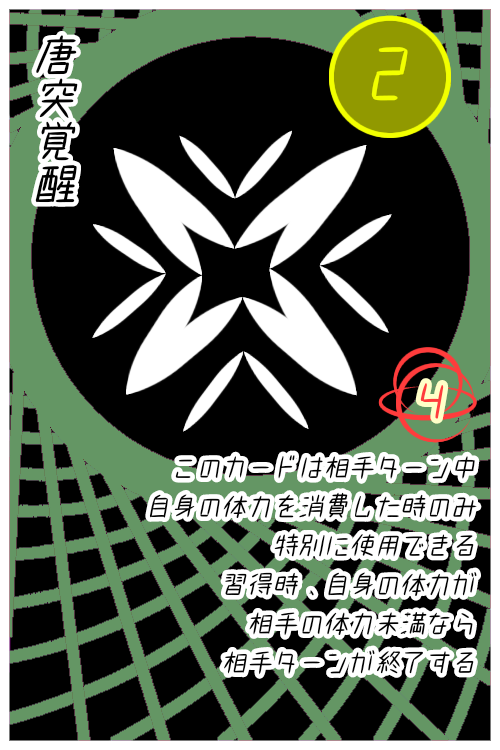 唐突覚醒
2
4
このカードは相手ターン中
自身の体力を消費した時のみ
特別に使用できる
習得時、自身の体力が
相手の体力未満なら
相手ターンが終了する